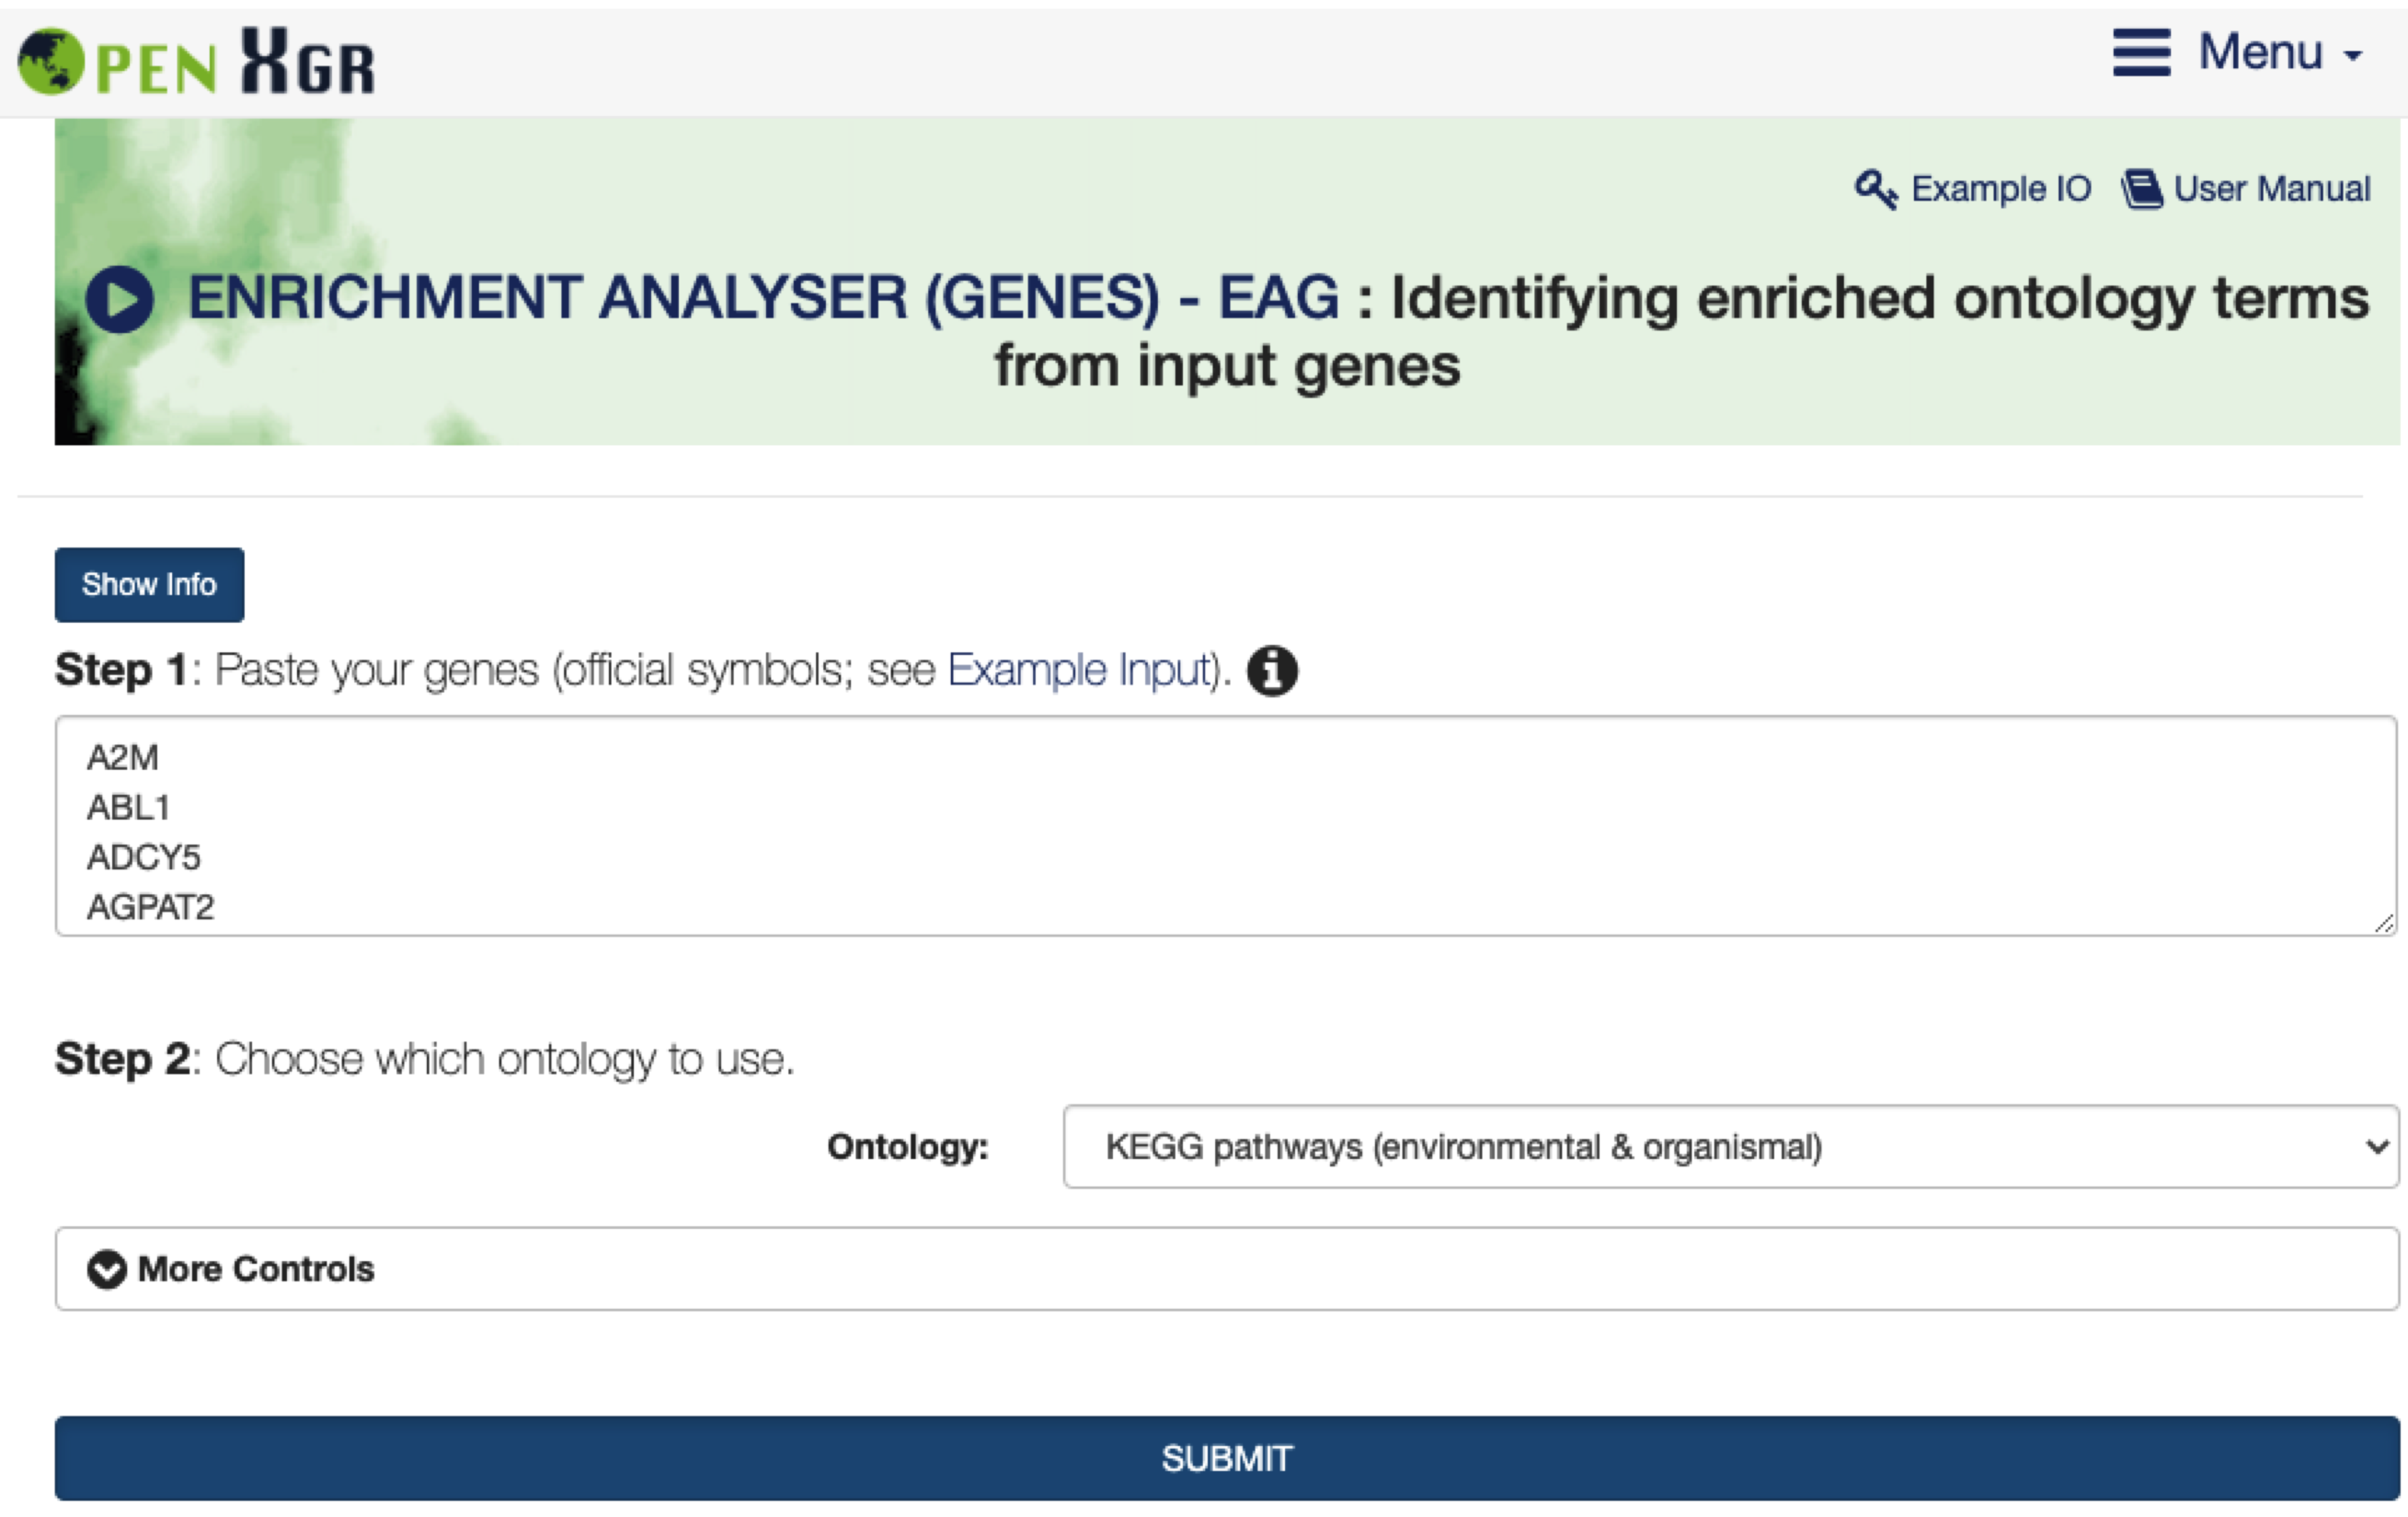 OPEN XGR
Menu
Example IO User Manual
ENRICHMENT ANALYSER (GENES) - EAG : Identifying enriched ontology terms
from input genes
Show Info
Step 1: Paste your genes (official symbols; see Example Input).
A2M
ABL1
ADCY5
AGPAT2
Step 2: Choose which ontology to use.
Ontology: KEGG pathways (environmental & organismal)
More Controls
SUBMIT